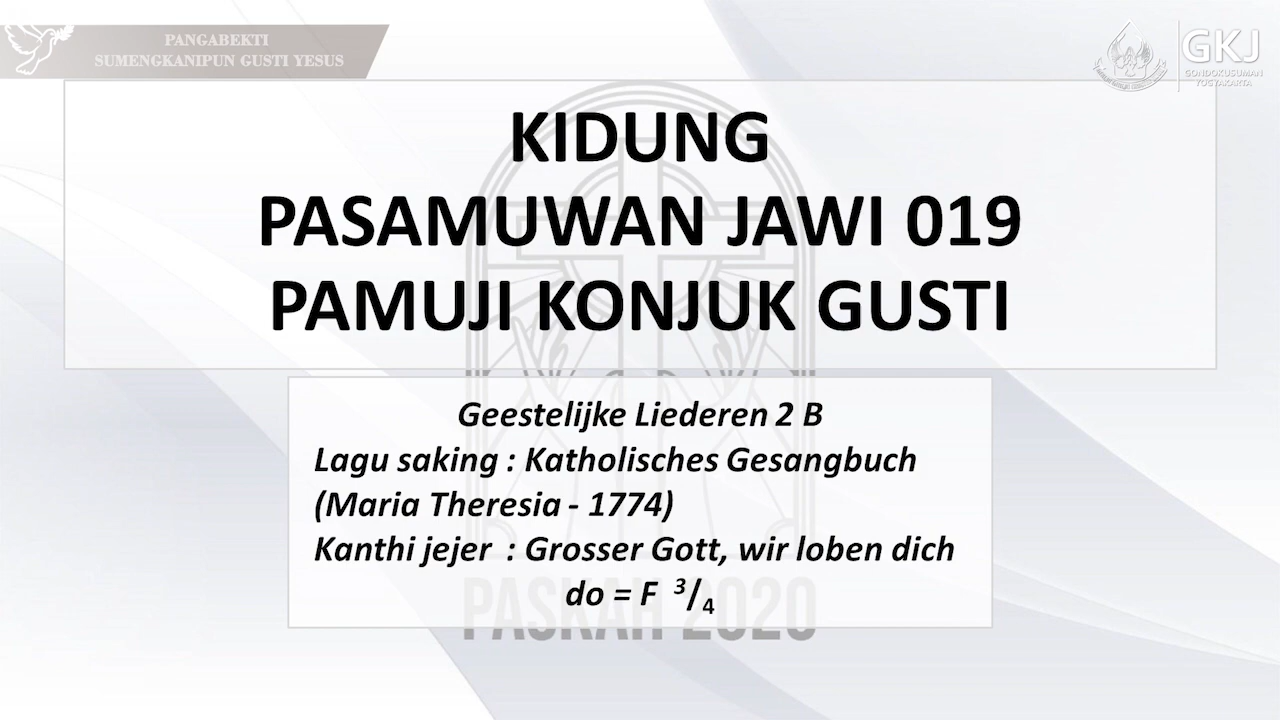 PANGABEKTI
SUMENGKANIPUN GUSTI YESUS
GKJ
GONDOKUSUMAN
YOGYAKARTA
KIDUNG
PASAMUWAN JAWI 019
PAMUJI KONJUK GUSTI
Geestelijke Liederen 2 B
Lagu saking : Katholisches Gesangbuch
(Maria Theresia - 1774)
Kanthi jejer : Grosser Gott, wir loben dich
do = F 3/4
PASKAH 2020